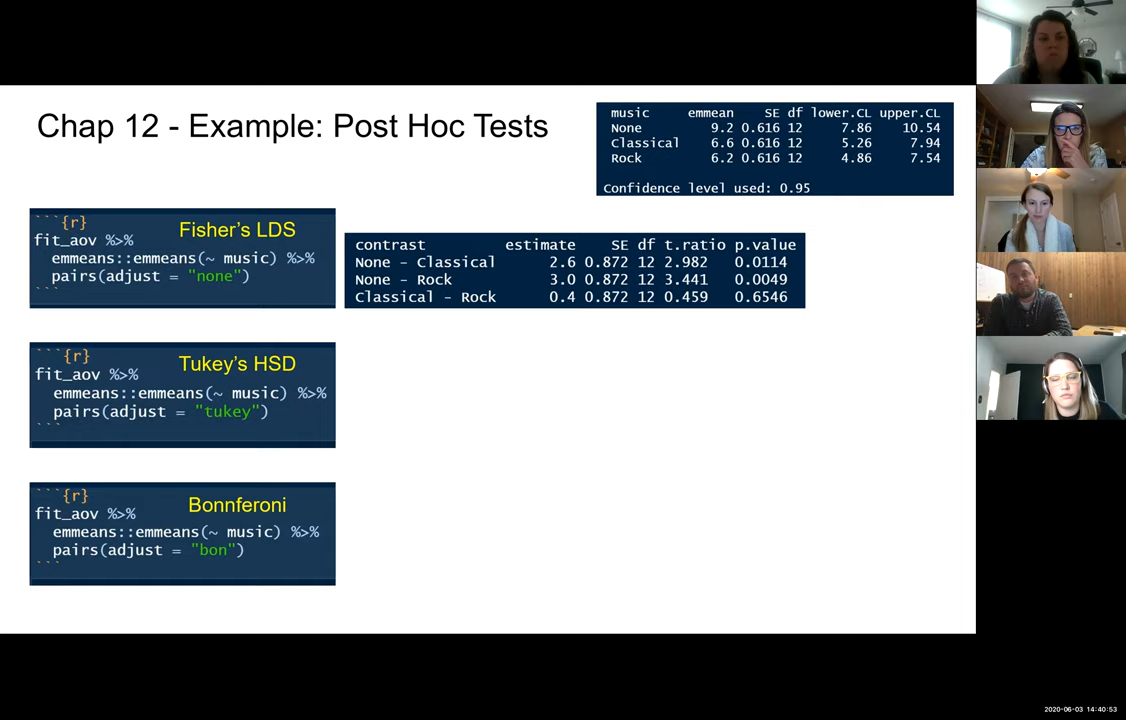 Chap 12 - Example: Post Hoc Tests
music emmean SE df lower.CL upper.CL
None 9.2 0.616 12 7.86 10.54
Classical 6.6 0.616 12 5.26 7.94
Rock 6.2 0.616 12 4.86 7.54
Confidence level used: 0.95
```{r}
Fisher's LDS
fit_aov %>%
emmeans::emmeans(~ music) %>%
pairs(adjust = "none")
```
contrast estimate SE df t.ratio p.value
None - Classical 2.6 0.872 12 2.982 0.0114
None - Rock 3.0 0.872 12 3.441 0.0049
Classical - Rock 0.4 0.872 12 0.459 0.6546
```{r}
Tukey's HSD
fit_aov %>%
emmeans::emmeans(~ music) %>%
pairs(adjust = "tukey")
```
```{r}
Bonnferoni
fit_aov %>%
emmeans::emmeans(~ music) %>%
pairs(adjust = "bon")
```
2020-06-03 14:40:53